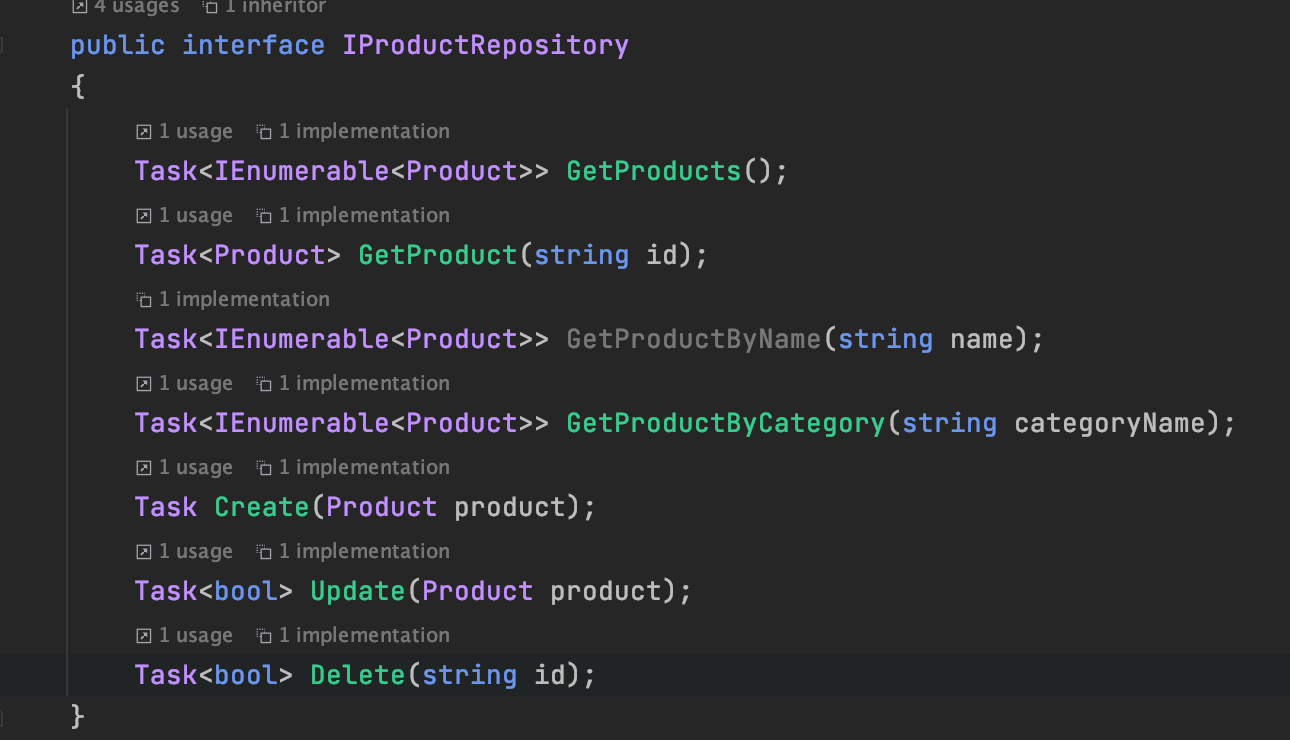 4 usages 1 inheritor
public interface IProductRepository
{
1 usage 1 implementation
Task<IEnumerable<Product>> GetProducts();
1 usage 1 implementation
Task<Product> GetProduct(string id);
1 implementation
Task<IEnumerable<Product>> GetProductByName(string name);
1 usage 1 implementation
Task<IEnumerable<Product>> GetProductByCategory(string categoryName);
1 usage 1 implementation
Task Create(Product product);
1 usage 1 implementation
Task<bool> Update(Product product);
1 usage 1 implementation
Task<bool> Delete(string id);
}